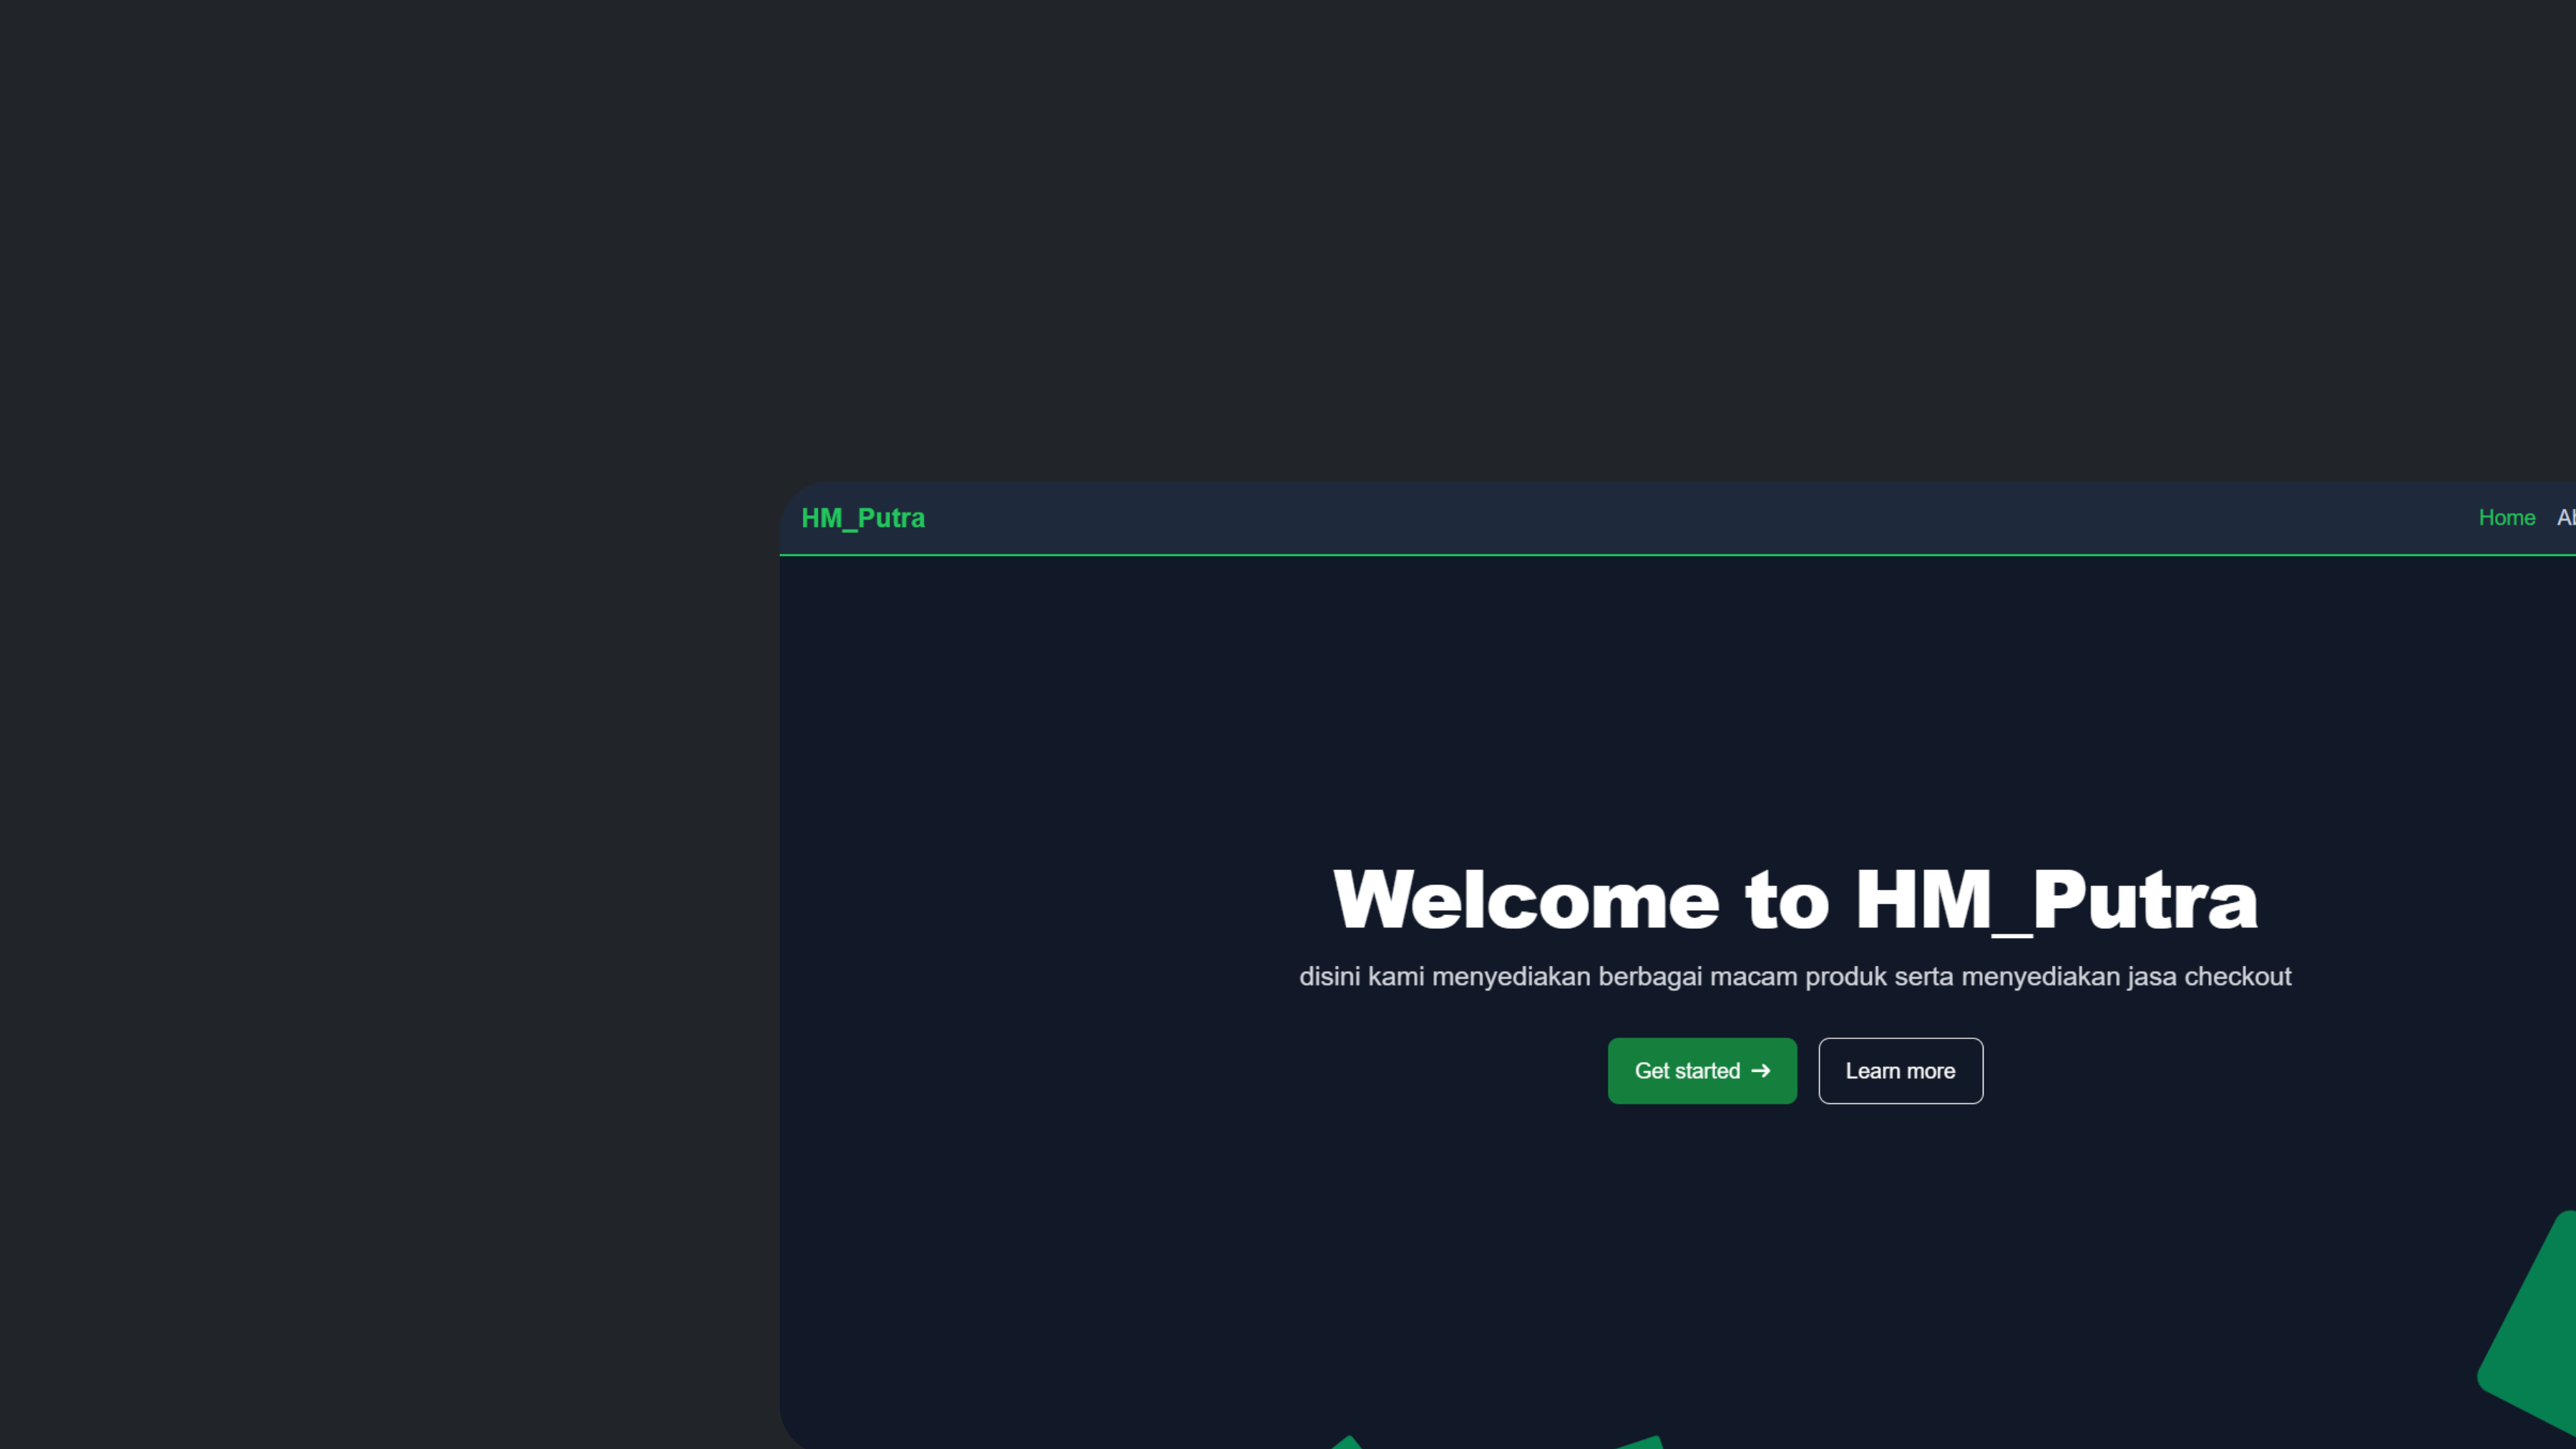 HM_Putra
Home
Welcome to HM_Putra
disini kami menyediakan berbagai macam produk serta menyediakan jasa checkout
Get started →
Learn more